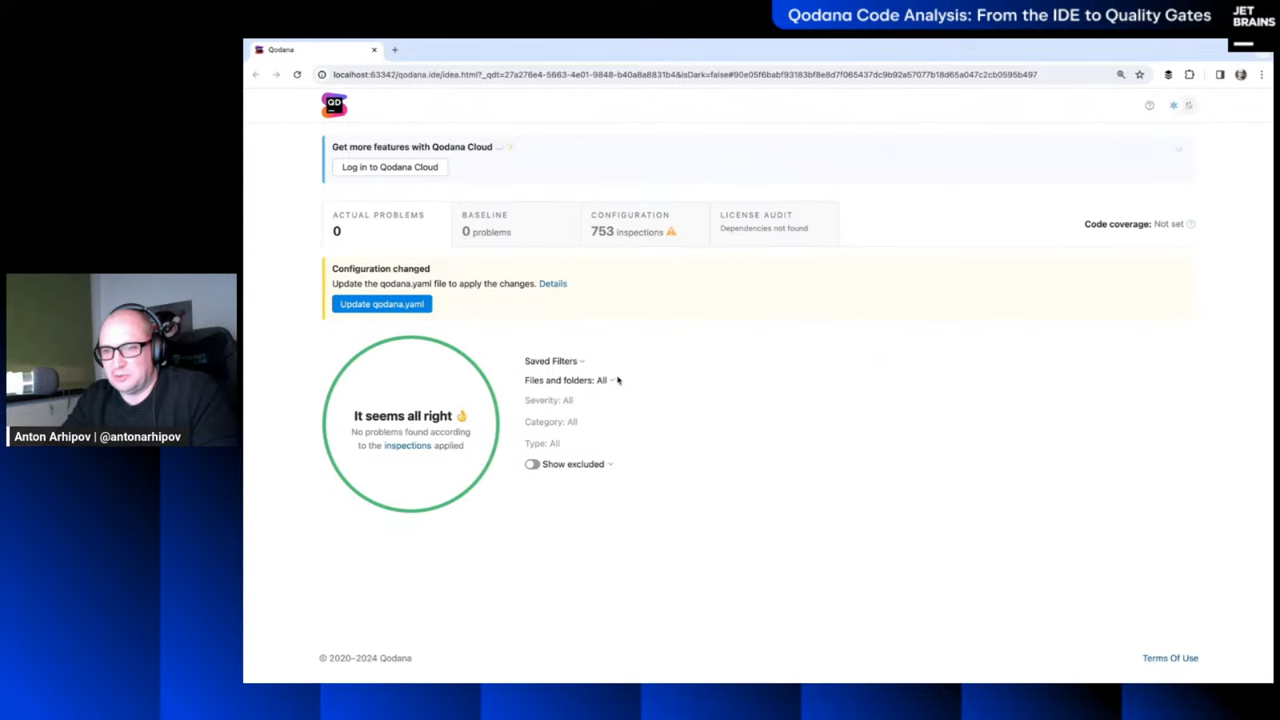 Qodana Code Analysis: From the IDE to Quality Gates
JET
BRAINS
Qodana
localhost:63342/qodana.ide/idea.html?_qdt=27a276e4-5663-4e01-9848-b40a8a8831b4&isDark=false#90e05f6babf93183bf8e8d7f065437dc9b92a57077b18d65a047c2cb0595b497
QD
Get more features with Qodana Cloud
Log in to Qodana Cloud
ACTUAL PROBLEMS
0
BASELINE
0 problems
CONFIGURATION
753 inspections
LICENSE AUDIT
Dependencies not found
Code coverage: Not set
Configuration changed
Update the qodana.yaml file to apply the changes. Details
Update qodana.yaml
It seems all right 👌
No problems found according
to the inspections applied
Saved Filters
Files and folders: All
Severity: All
Category: All
Type: All
Show excluded
Anton Arhipov | @antonarhipov
© 2020–2024 Qodana
Terms Of Use